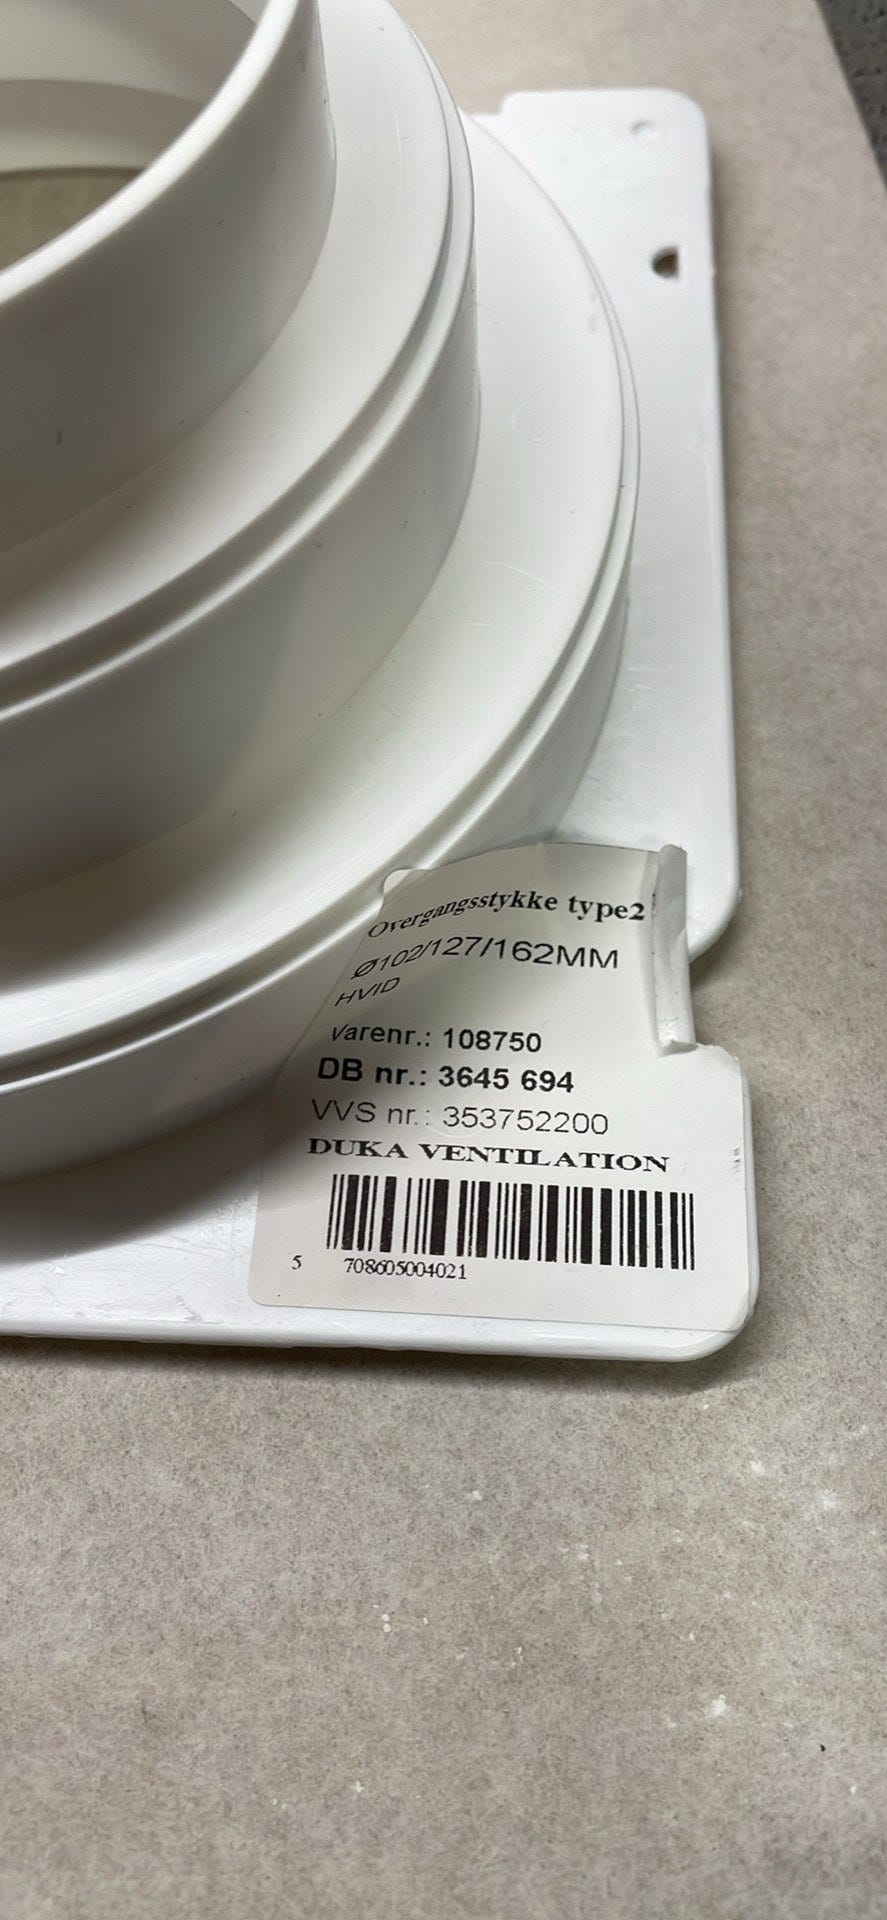 Overgangsstykke type2
Ø102/127/162MM
HVID
Varenr.: 108750
DB nr.: 3645 694
VVS nr.: 353752200
DUKA VENTILATION
5 708605004021